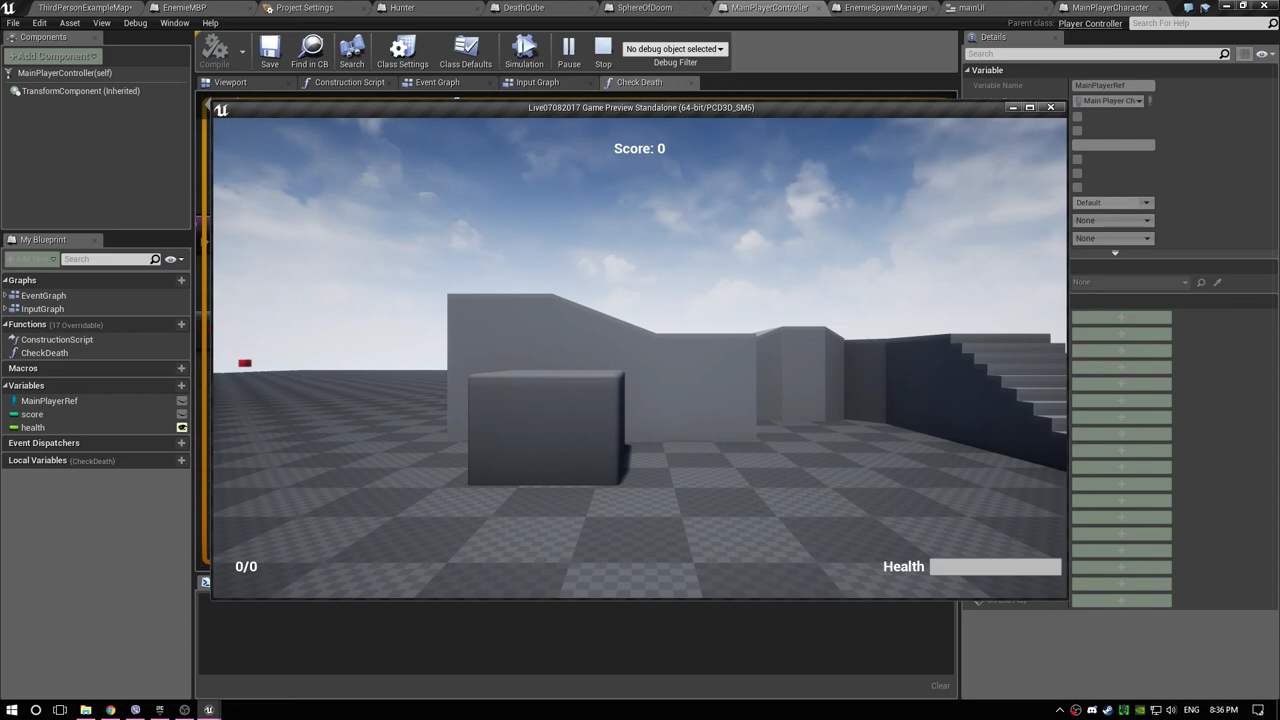 ThirdPersonExampleMap*
EnemieMBP
Project Settings
Hunter
DeathCube
SphereOfDoom
MainPlayerController
EnemieSpawnManager
mainUI
MainPlayerCharacter
File
Edit
Asset
View
Debug
Window
Help
Parent class:
Player Controller
Search For Help
Components
+Add Component
MainPlayerController(self)
TransformComponent (Inherited)
Compile
Save
Find in CB
Search
Class Settings
Class Defaults
Simulation
Pause
Stop
No debug object selected
Debug Filter
Details
Search
Viewport
Construction Script
Event Graph
Input Graph
Check Death
Variable
Variable Name
MainPlayerRef
Main Player Ch
Default
None
None
None
Live07082017 Game Preview Standalone (64-bit/PCD3D_SM5)
Score: 0
0/0
Health
My Blueprint
Search
Graphs
EventGraph
InputGraph
Functions (17 Overridable)
ConstructionScript
CheckDeath
Macros
Variables
MainPlayerRef
score
health
Event Dispatchers
Local Variables (CheckDeath)
Clear
ENG
8:36 PM